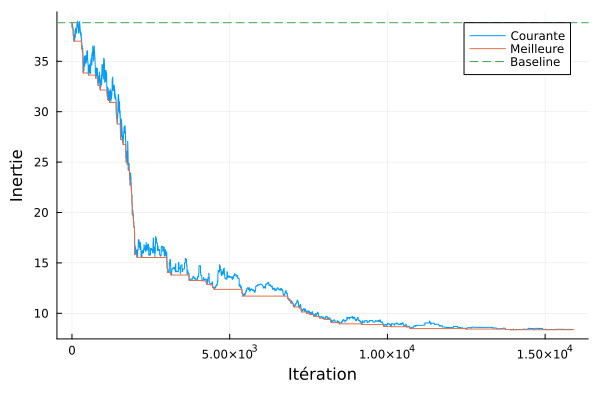 Courante
Meilleure
Baseline
35
30
25
20
15
10
Inertie
0
5.00×10³
1.00×10⁴
1.50×10⁴
Itération